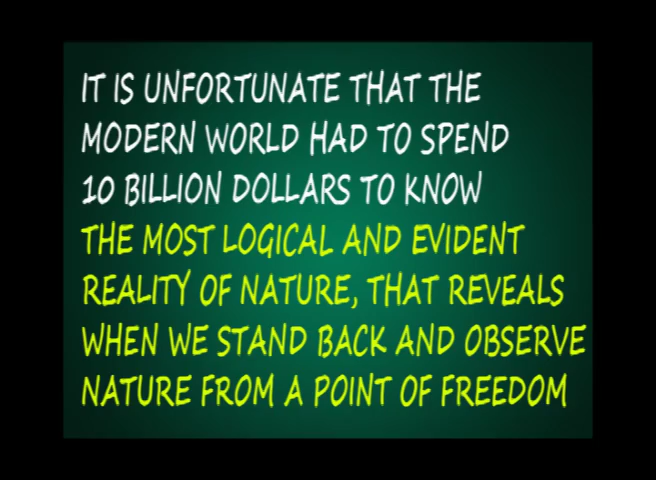 IT IS UNFORTUNATE THAT THE
MODERN WORLD HAD TO SPEND
10 BILLION DOLLARS TO KNOW
THE MOST LOGICAL AND EVIDENT
REALITY OF NATURE, THAT REVEALS
WHEN WE STAND BACK AND OBSERVE
NATURE FROM A POINT OF FREEDOM